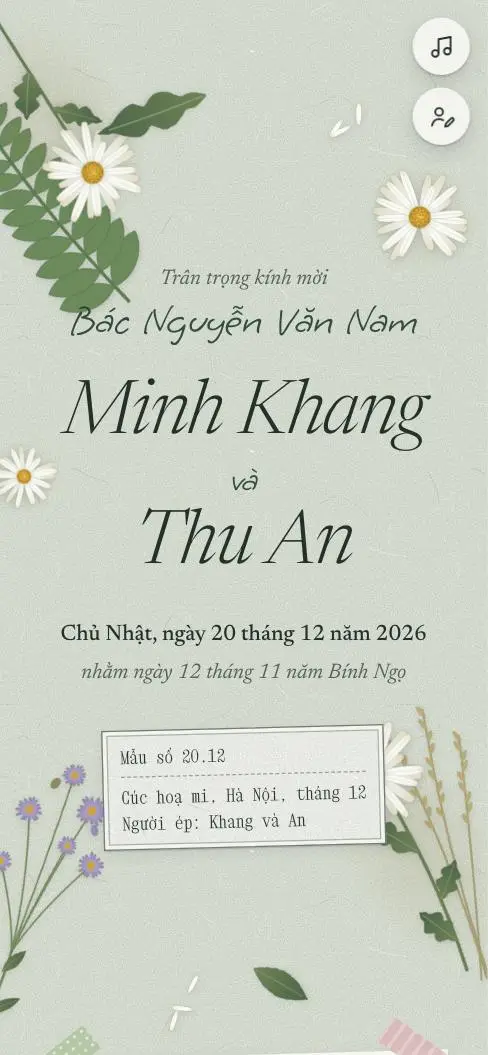 Trân trọng kính mời
Bác Nguyễn Văn Nam
Minh Khang
và
Thu An
Chủ Nhật, ngày 20 tháng 12 năm 2026
nhằm ngày 12 tháng 11 năm Bính Ngọ
Mẫu số 20.12
Cúc hoạ mi, Hà Nội, tháng 12
Người ép: Khang và An